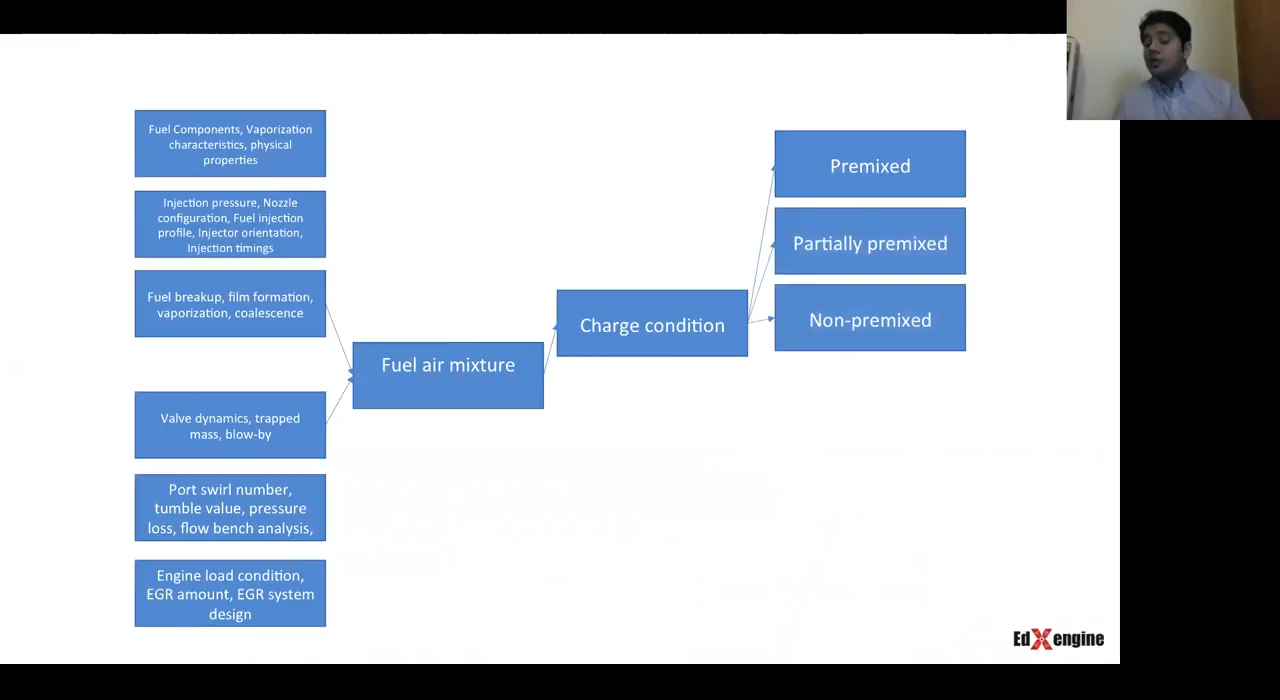 Fuel Components, Vaporization
characteristics, physical
properties
Injection pressure, Nozzle
configuration, Fuel injection
profile, Injector orientation,
Injection timings
Fuel breakup, film formation,
vaporization, coalescence
Valve dynamics, trapped
mass, blow-by
Port swirl number,
tumble value, pressure
loss, flow bench analysis,
Engine load condition,
EGR amount, EGR system
design
Fuel air mixture
Charge condition
Premixed
Partially premixed
Non-premixed
EdXengine